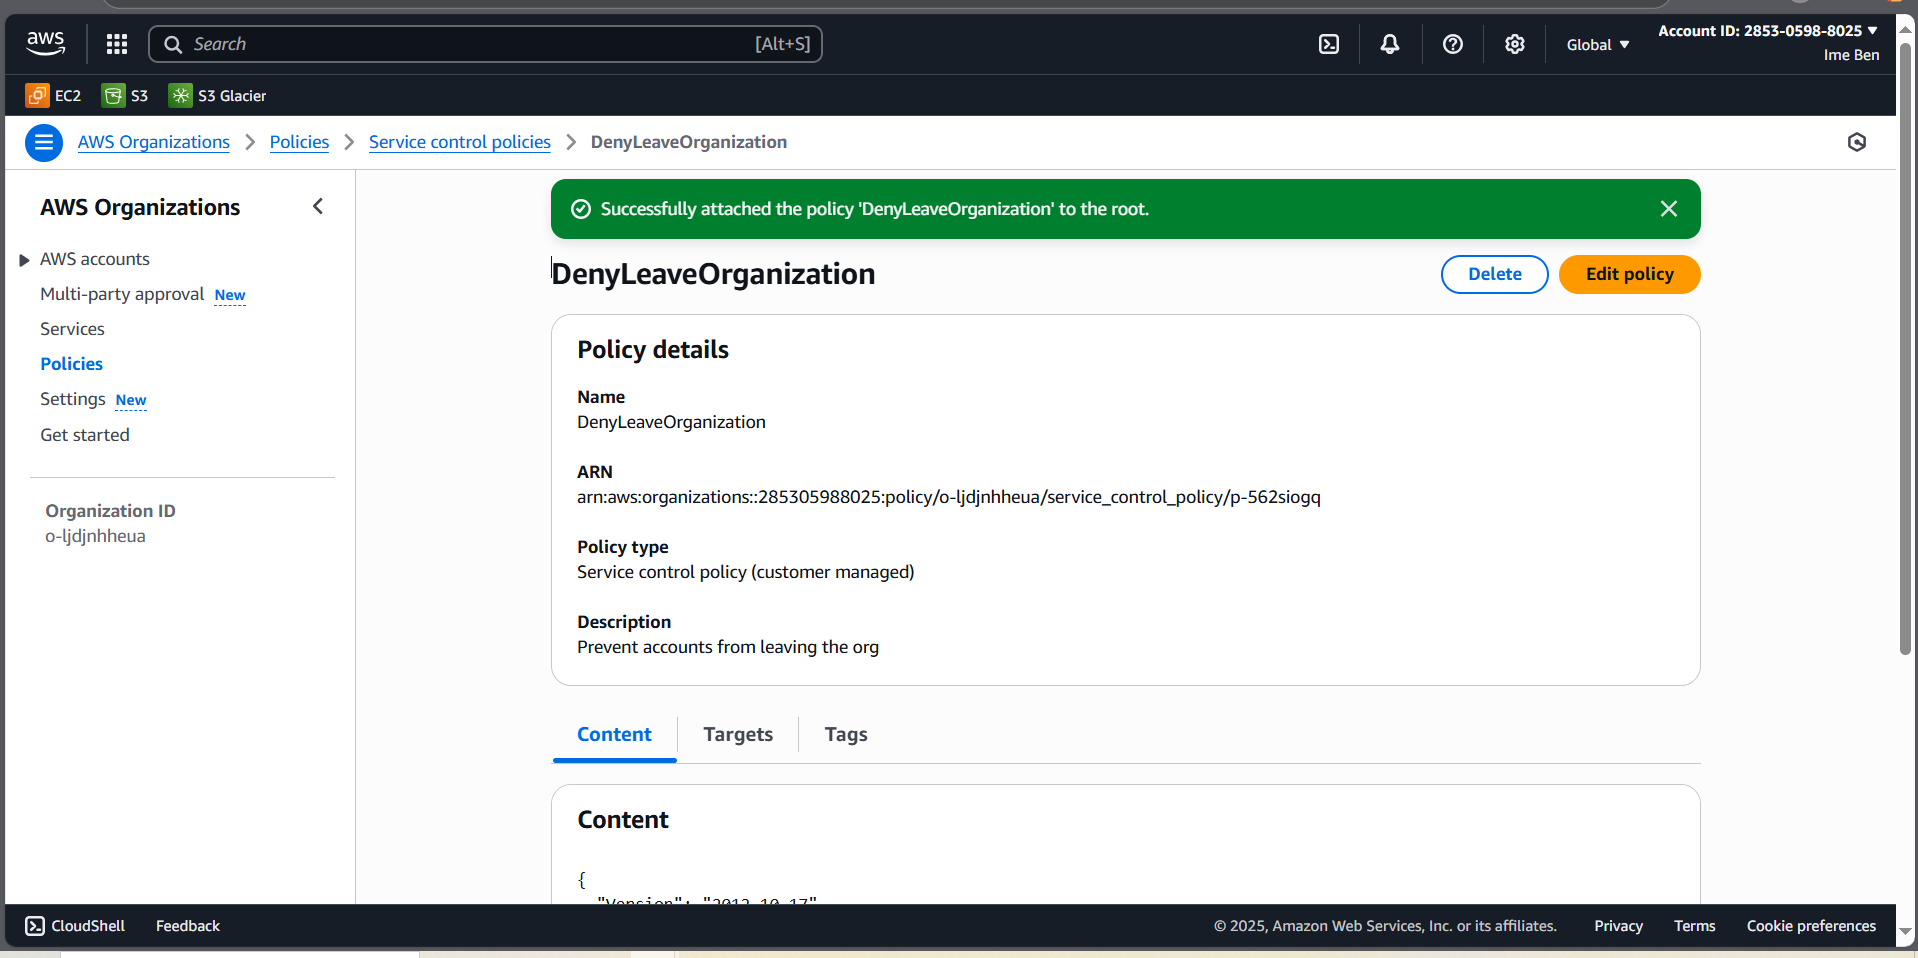 aws
Search
[Alt+S]
Global
Account ID: 2853-0598-8025
Ime Ben
EC2
S3
S3 Glacier
AWS Organizations
Policies
Service control policies
DenyLeaveOrganization
AWS Organizations
AWS accounts
Multi-party approval New
Services
Policies
Settings New
Get started
Organization ID
o-ljdjnhheua
Successfully attached the policy 'DenyLeaveOrganization' to the root.
DenyLeaveOrganization
Delete
Edit policy
Policy details
Name
DenyLeaveOrganization
ARN
arn:aws:organizations::285305988025:policy/o-ljdjnhheua/service_control_policy/p-562siogq
Policy type
Service control policy (customer managed)
Description
Prevent accounts from leaving the org
Content
Targets
Tags
Content
{
"Version": "2012-10-17"
CloudShell
Feedback
© 2025, Amazon Web Services, Inc. or its affiliates.
Privacy
Terms
Cookie preferences